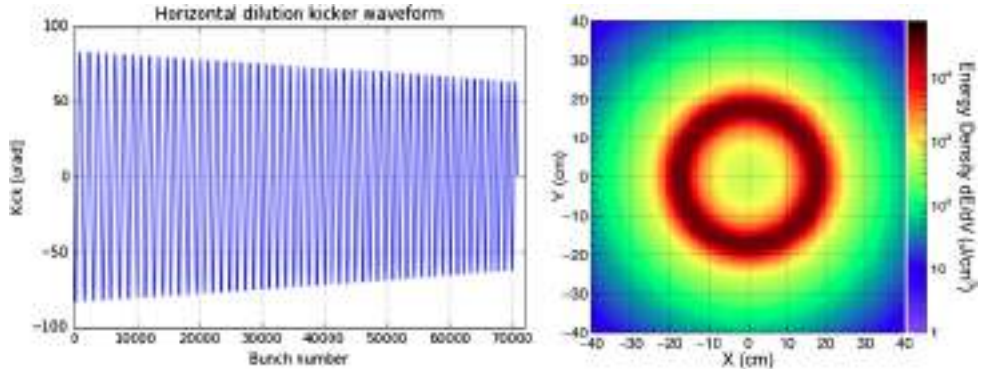 Horizontal dilution kicker waveform
100
50
0
−50
−100
Kick [urad]
0 10000 20000 30000 40000 50000 60000 70000
Bunch number
40
30
20
10
0
−10
−20
−30
−40
Y (cm)
−40 −30 −20 −10 0 10 20 30 40
X (cm)
10⁴
10³
10²
10
1
Energy Density dE/dV (J/cm³)